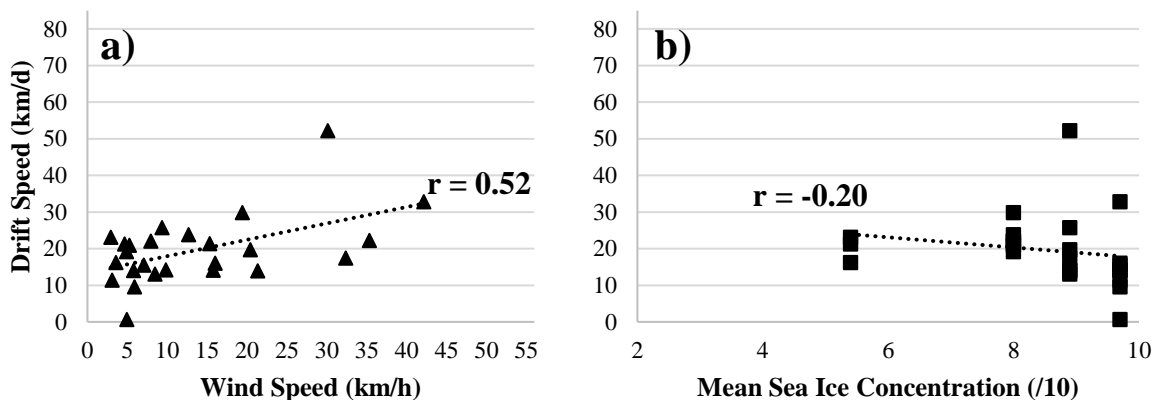 a)
80
70
60
50
40
30
20
10
0
Drift Speed (km/d)
r = 0.52
0 5 10 15 20 25 30 35 40 45 50 55
Wind Speed (km/h)
b)
80
70
60
50
40
30
20
10
0
r = -0.20
2 4 6 8 10
Mean Sea Ice Concentration (/10)